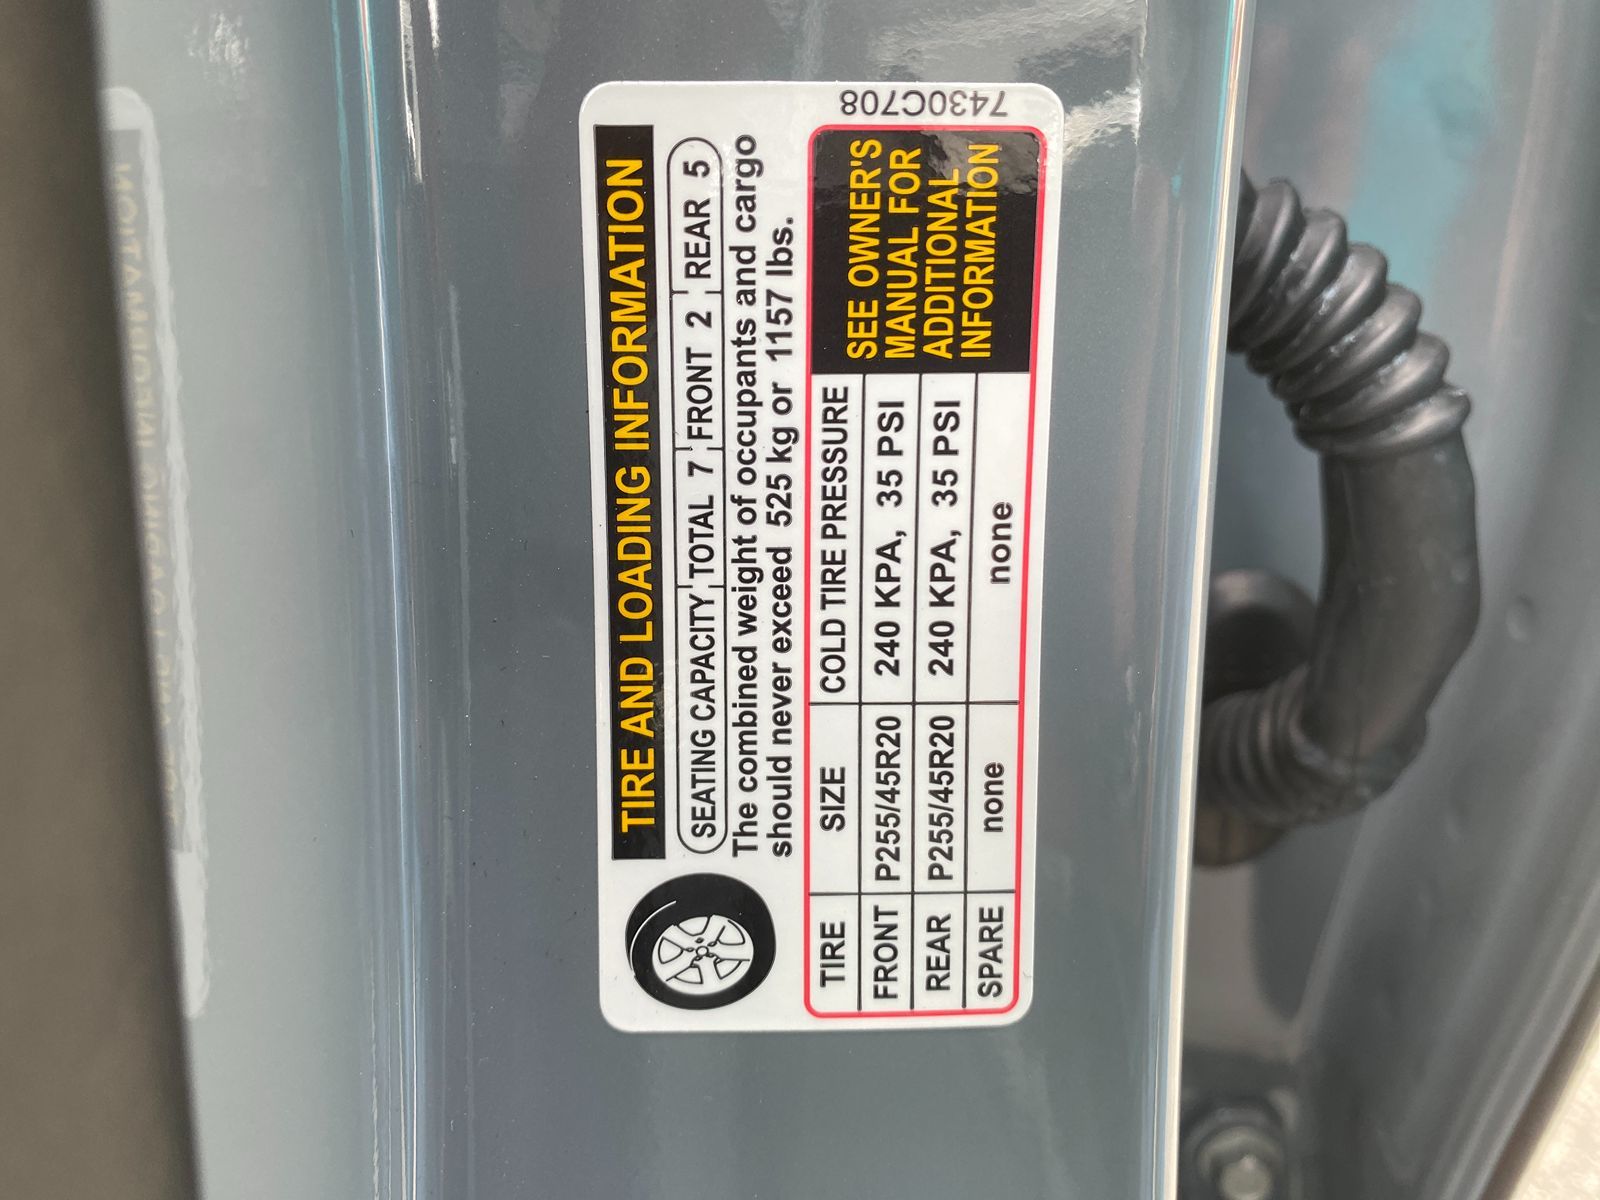 TIRE AND LOADING INFORMATION
SEATING CAPACITY TOTAL 7 FRONT 2 REAR 5
The combined weight of occupants and cargo
should never exceed 525 kg or 1157 lbs.
TIRE SIZE COLD TIRE PRESSURE
FRONT P255/45R20 240 KPA, 35 PSI
REAR P255/45R20 240 KPA, 35 PSI
SPARE none none
SEE OWNER'S
MANUAL FOR
ADDITIONAL
INFORMATION
7430C708